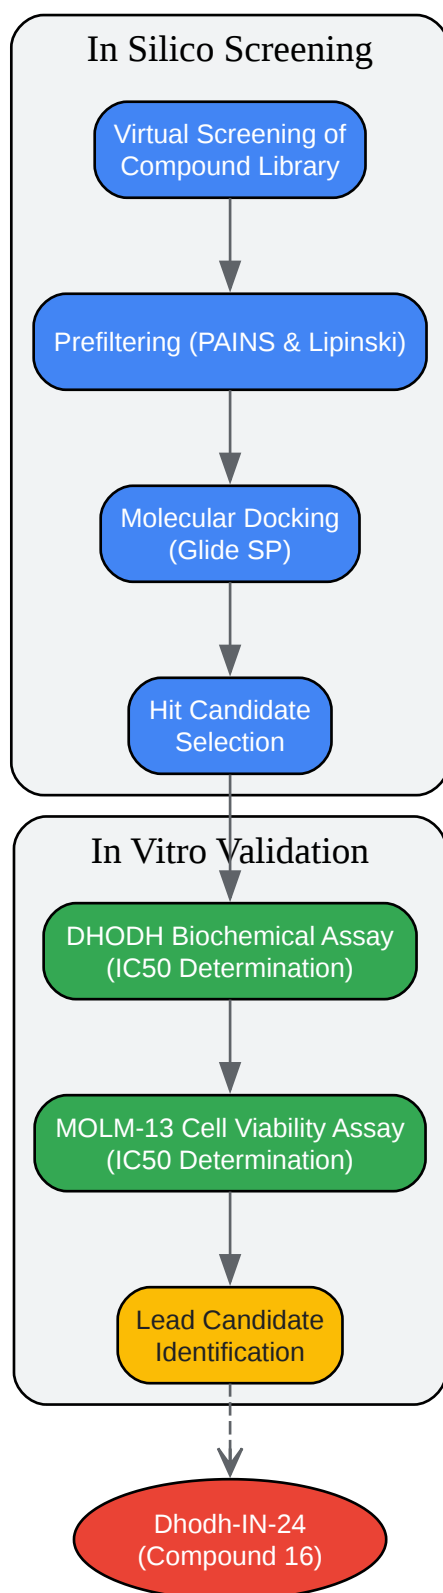 In Silico Screening
Virtual Screening of
Compound Library
Prefiltering (PAINS & Lipinski)
Molecular Docking
(Glide SP)
Hit Candidate
Selection
In Vitro Validation
DHODH Biochemical Assay
(IC50 Determination)
MOLM-13 Cell Viability Assay
(IC50 Determination)
Lead Candidate
Identification
Dhodh-IN-24
(Compound 16)